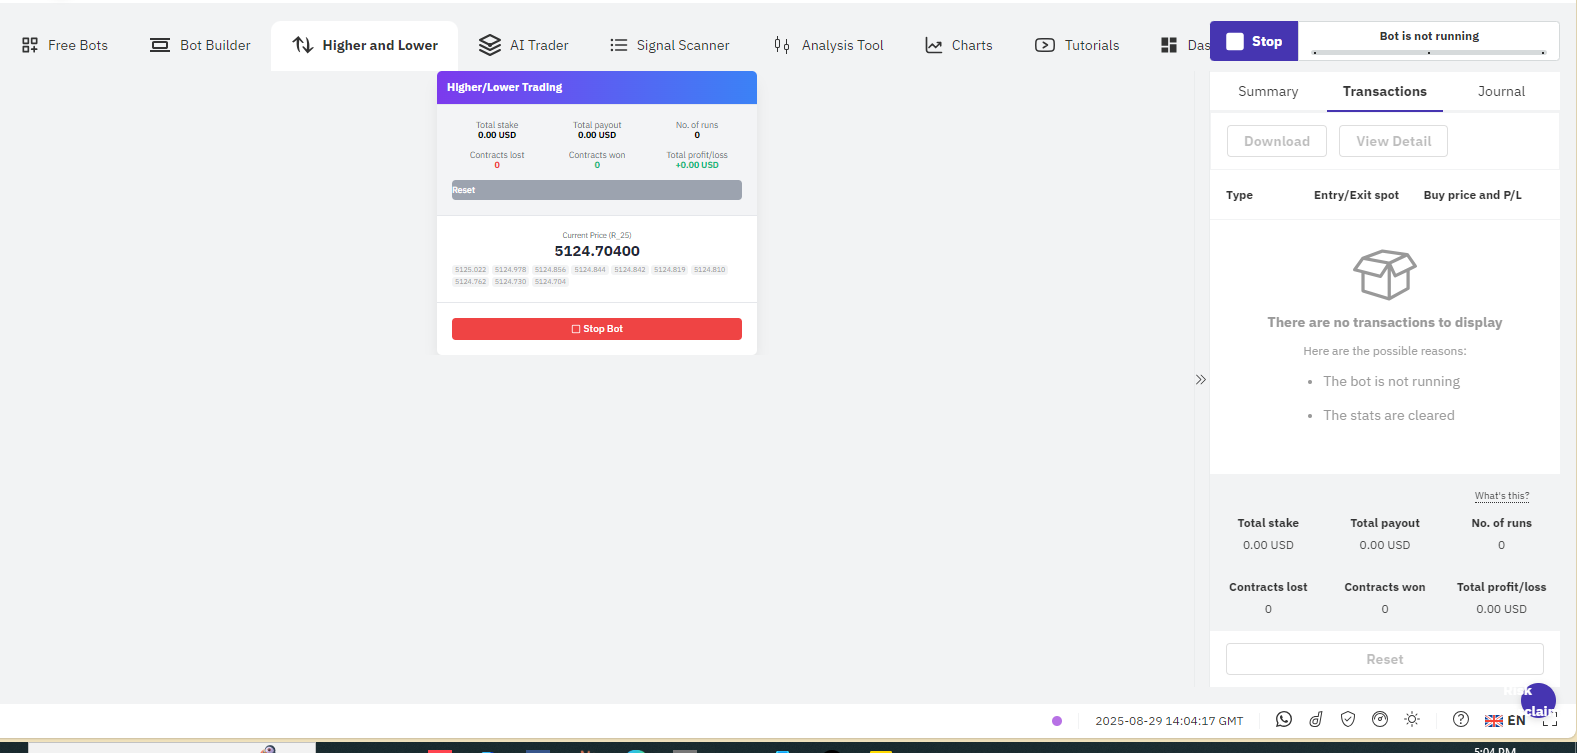 Free Bots
Bot Builder
Higher and Lower
AI Trader
Signal Scanner
Analysis Tool
Charts
Tutorials
Das
Stop
Bot is not running
Higher/Lower Trading
Total stake
0.00 USD
Total payout
0.00 USD
No. of runs
0
Contracts lost
0
Contracts won
0
Total profit/loss
+0.00 USD
Reset
Current Price (R_25)
5124.70400
5125.022 5124.978 5124.856 5124.844 5124.842 5124.819 5124.810
5124.762 5124.730 5124.704
Stop Bot
Summary
Transactions
Journal
Download
View Detail
Type
Entry/Exit spot
Buy price and P/L
There are no transactions to display
Here are the possible reasons:
• The bot is not running
• The stats are cleared
What's this?
Total stake
0.00 USD
Total payout
0.00 USD
No. of runs
0
Contracts lost
0
Contracts won
0
Total profit/loss
0.00 USD
Reset
Risk
claim
2025-08-29 14:04:17 GMT
EN
5:04 PM